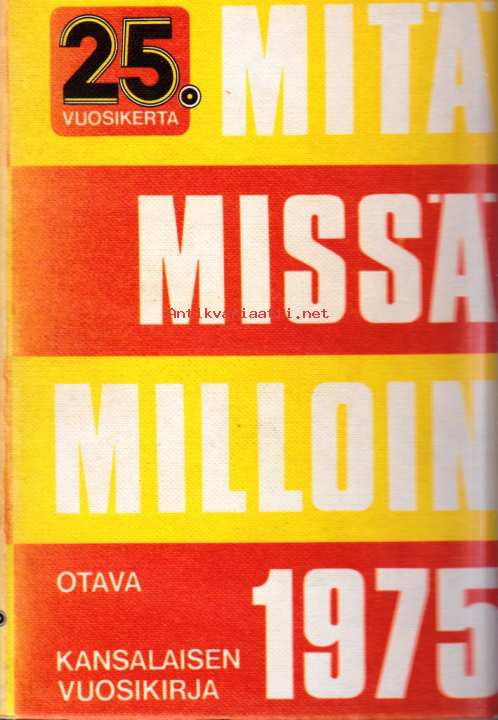 25.
VUOSIKERTA
MITÄ
MISSÄ
Antikvariaatti.net
MILLOIN
OTAVA
1975
KANSALAISEN
VUOSIKIRJA